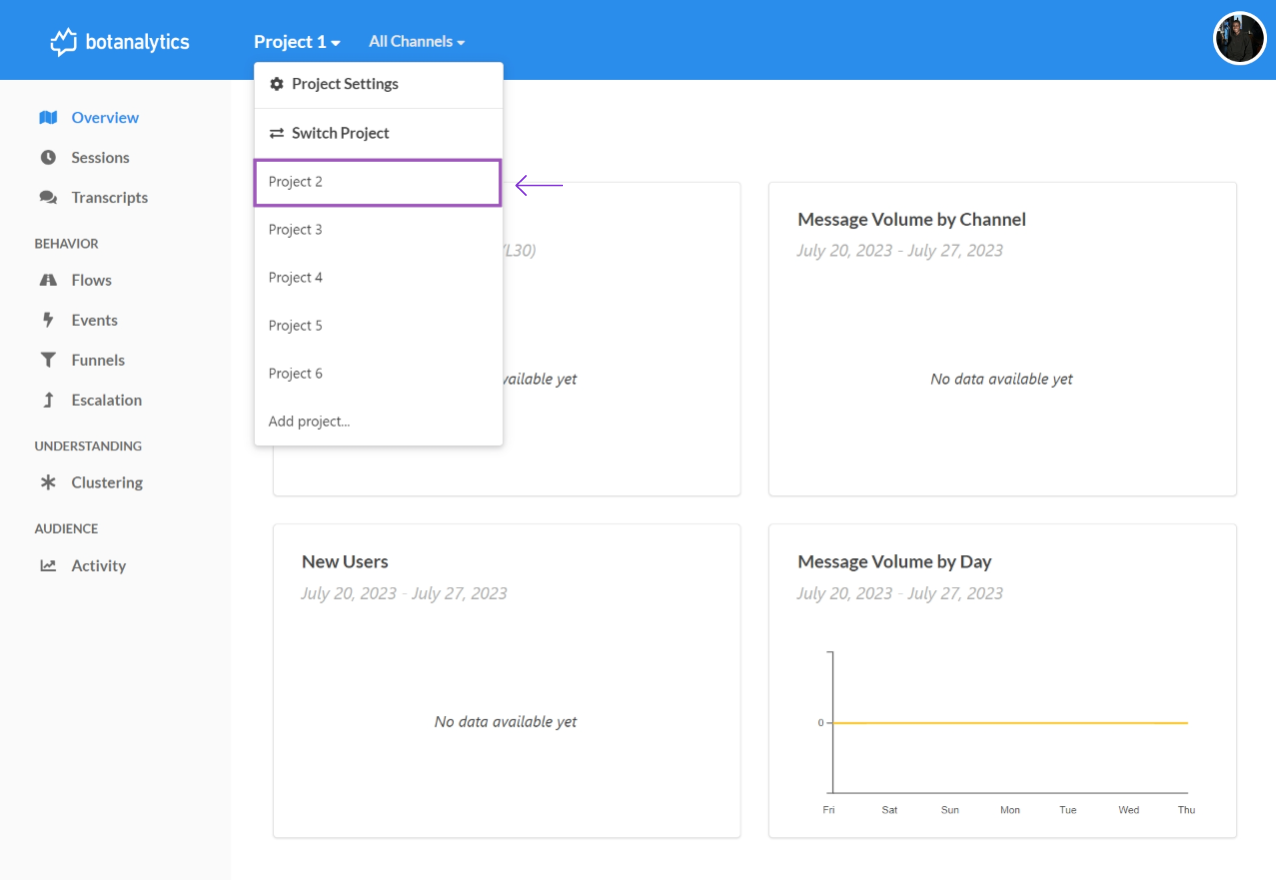 botanalytics
Project 1
All Channels
Project Settings
Switch Project
Project 2
Project 3
Project 4
Project 5
Project 6
Add project...
Overview
Sessions
Transcripts
BEHAVIOR
Flows
Events
Funnels
Escalation
UNDERSTANDING
Clustering
AUDIENCE
Activity
(L30)
available yet
Message Volume by Channel
July 20, 2023 - July 27, 2023
No data available yet
New Users
July 20, 2023 - July 27, 2023
No data available yet
Message Volume by Day
July 20, 2023 - July 27, 2023
0
Fri Sat Sun Mon Tue Wed Thu